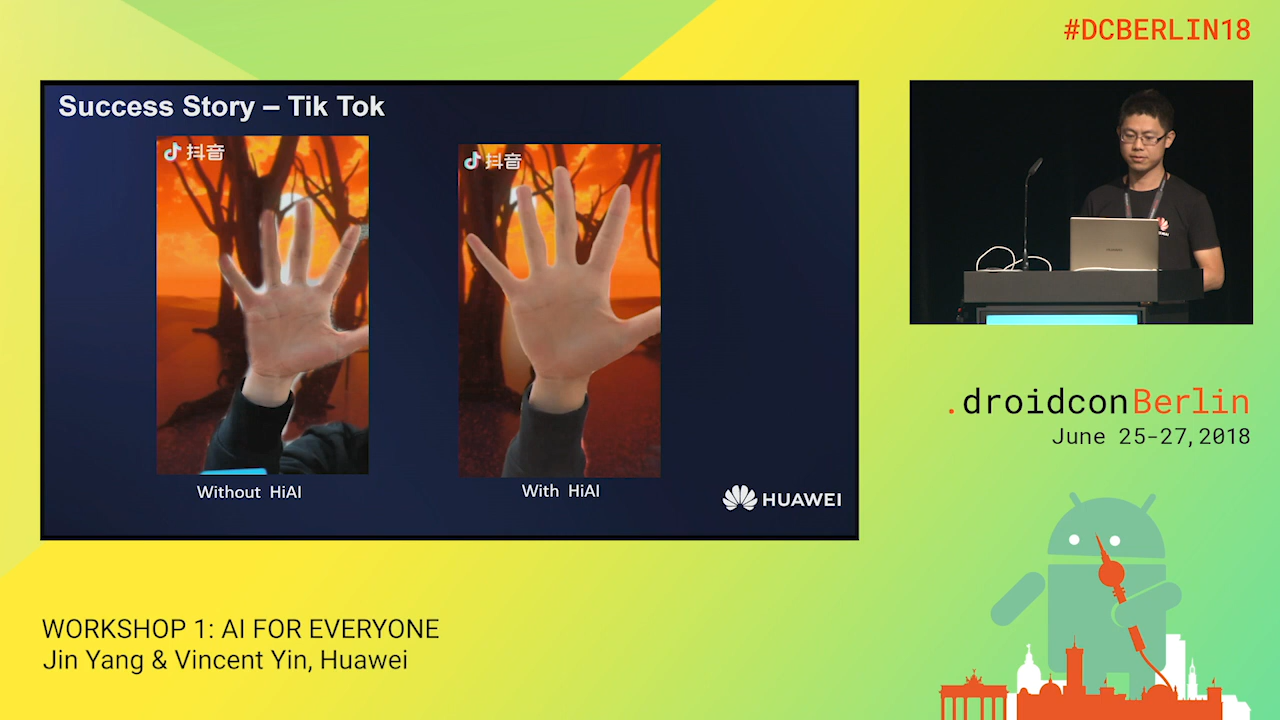 #DCBERLIN18
Success Story – Tik Tok
抖音
抖音
Without HiAI
With HiAI
HUAWEI
.droidconBerlin
June 25-27, 2018
WORKSHOP 1: AI FOR EVERYONE
Jin Yang & Vincent Yin, Huawei